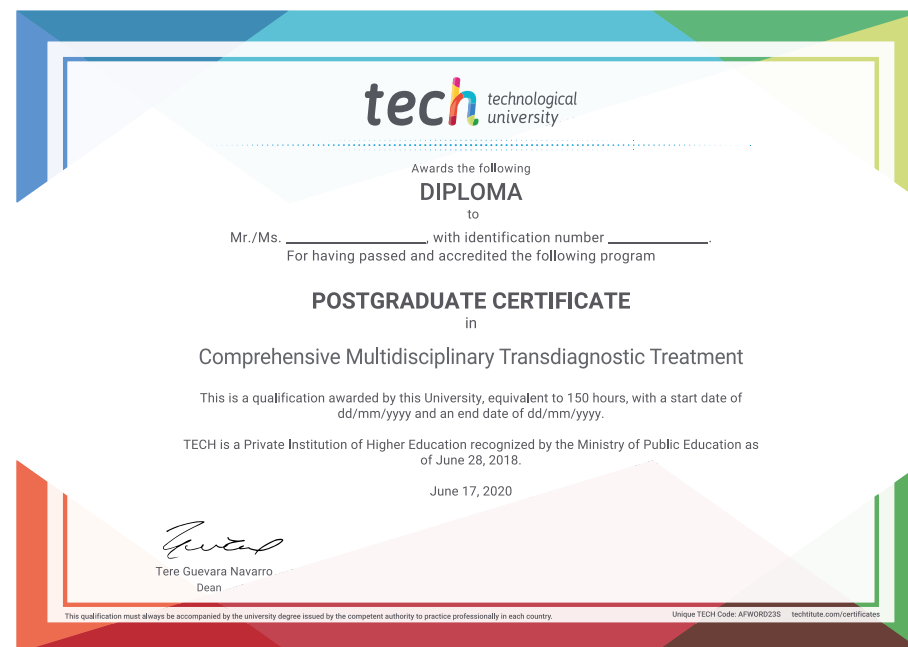 tech technological
university
Awards the following
DIPLOMA
to
Mr./Ms. ____________, with identification number ____________.
For having passed and accredited the following program
POSTGRADUATE CERTIFICATE
in
Comprehensive Multidisciplinary Transdiagnostic Treatment
This is a qualification awarded by this University, equivalent to 150 hours, with a start date of
dd/mm/yyyy and an end date of dd/mm/yyyy.
TECH is a Private Institution of Higher Education recognized by the Ministry of Public Education as
of June 28, 2018.
June 17, 2020
Tere Guevara Navarro
Dean
This qualification must always be accompanied by the university degree issued by the competent authority to practice professionally in each country.
Unique TECH Code: AFWORD23S techtitute.com/certificates